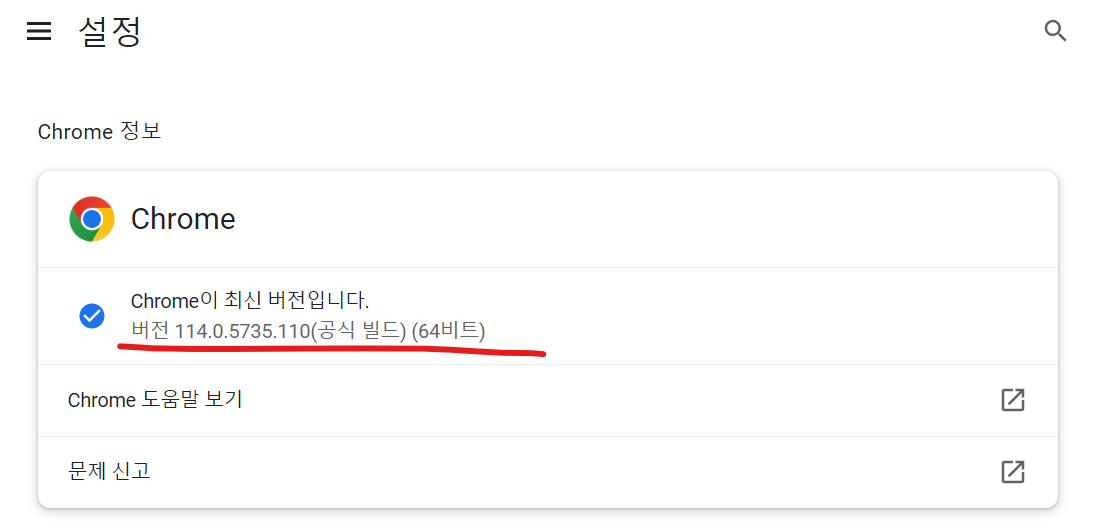 설정
Chrome 정보
Chrome
Chrome이 최신 버전입니다.
버전 114.0.5735.110(공식 빌드) (64비트)
Chrome 도움말 보기
문제 신고